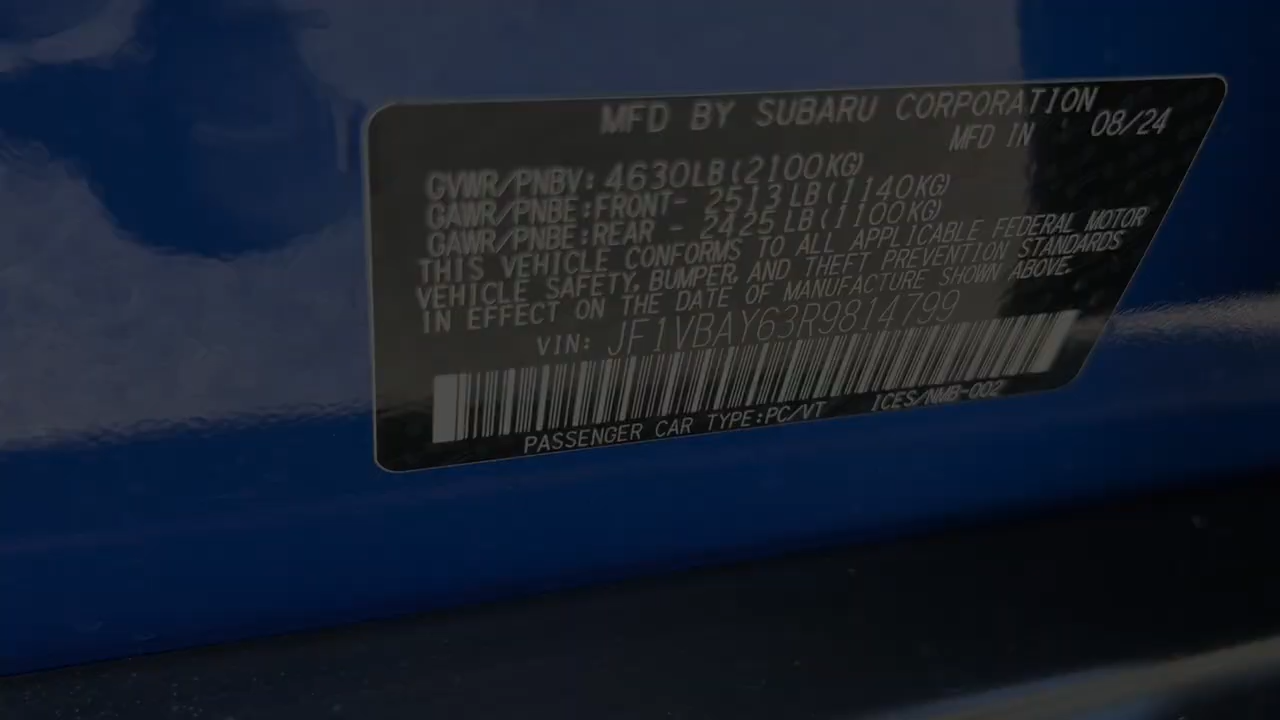 MFD BY SUBARU CORPORATION
MFD IN 08/24
GVWR/PNBV: 4630LB(2100KG)
GAWR/PNBE:FRONT- 2513LB(1140KG)
GAWR/PNBE:REAR - 2425LB(1100KG)
THIS VEHICLE CONFORMS TO ALL APPLICABLE FEDERAL MOTOR
VEHICLE SAFETY, BUMPER, AND THEFT PREVENTION STANDARDS
IN EFFECT ON THE DATE OF MANUFACTURE SHOWN ABOVE.
VIN: JF1VBAY63R9814799
PASSENGER CAR TYPE:PC/VT ICES/NMB-002